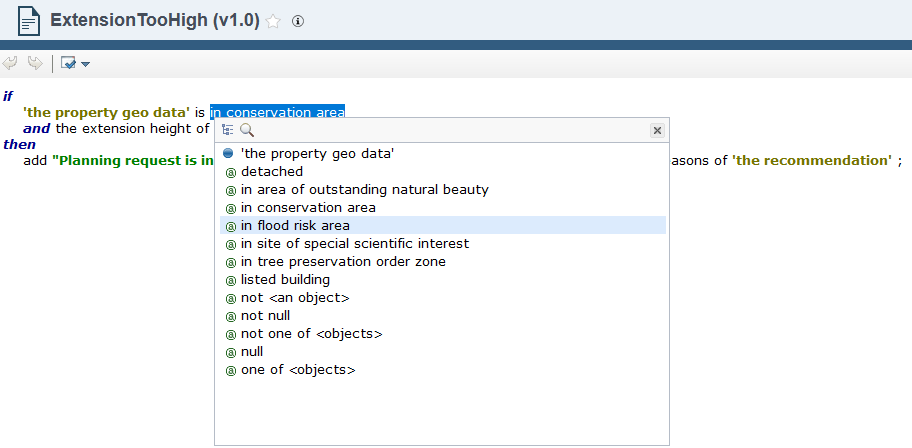 ExtensionTooHigh (v1.0)
if
'the property geo data' is in conservation area
and the extension height of
then
add "Planning request is in asons of 'the recommendation' ;
'the property geo data'
detached
in area of outstanding natural beauty
in conservation area
in flood risk area
in site of special scientific interest
in tree preservation order zone
listed building
not <an object>
not null
not one of <objects>
null
one of <objects>